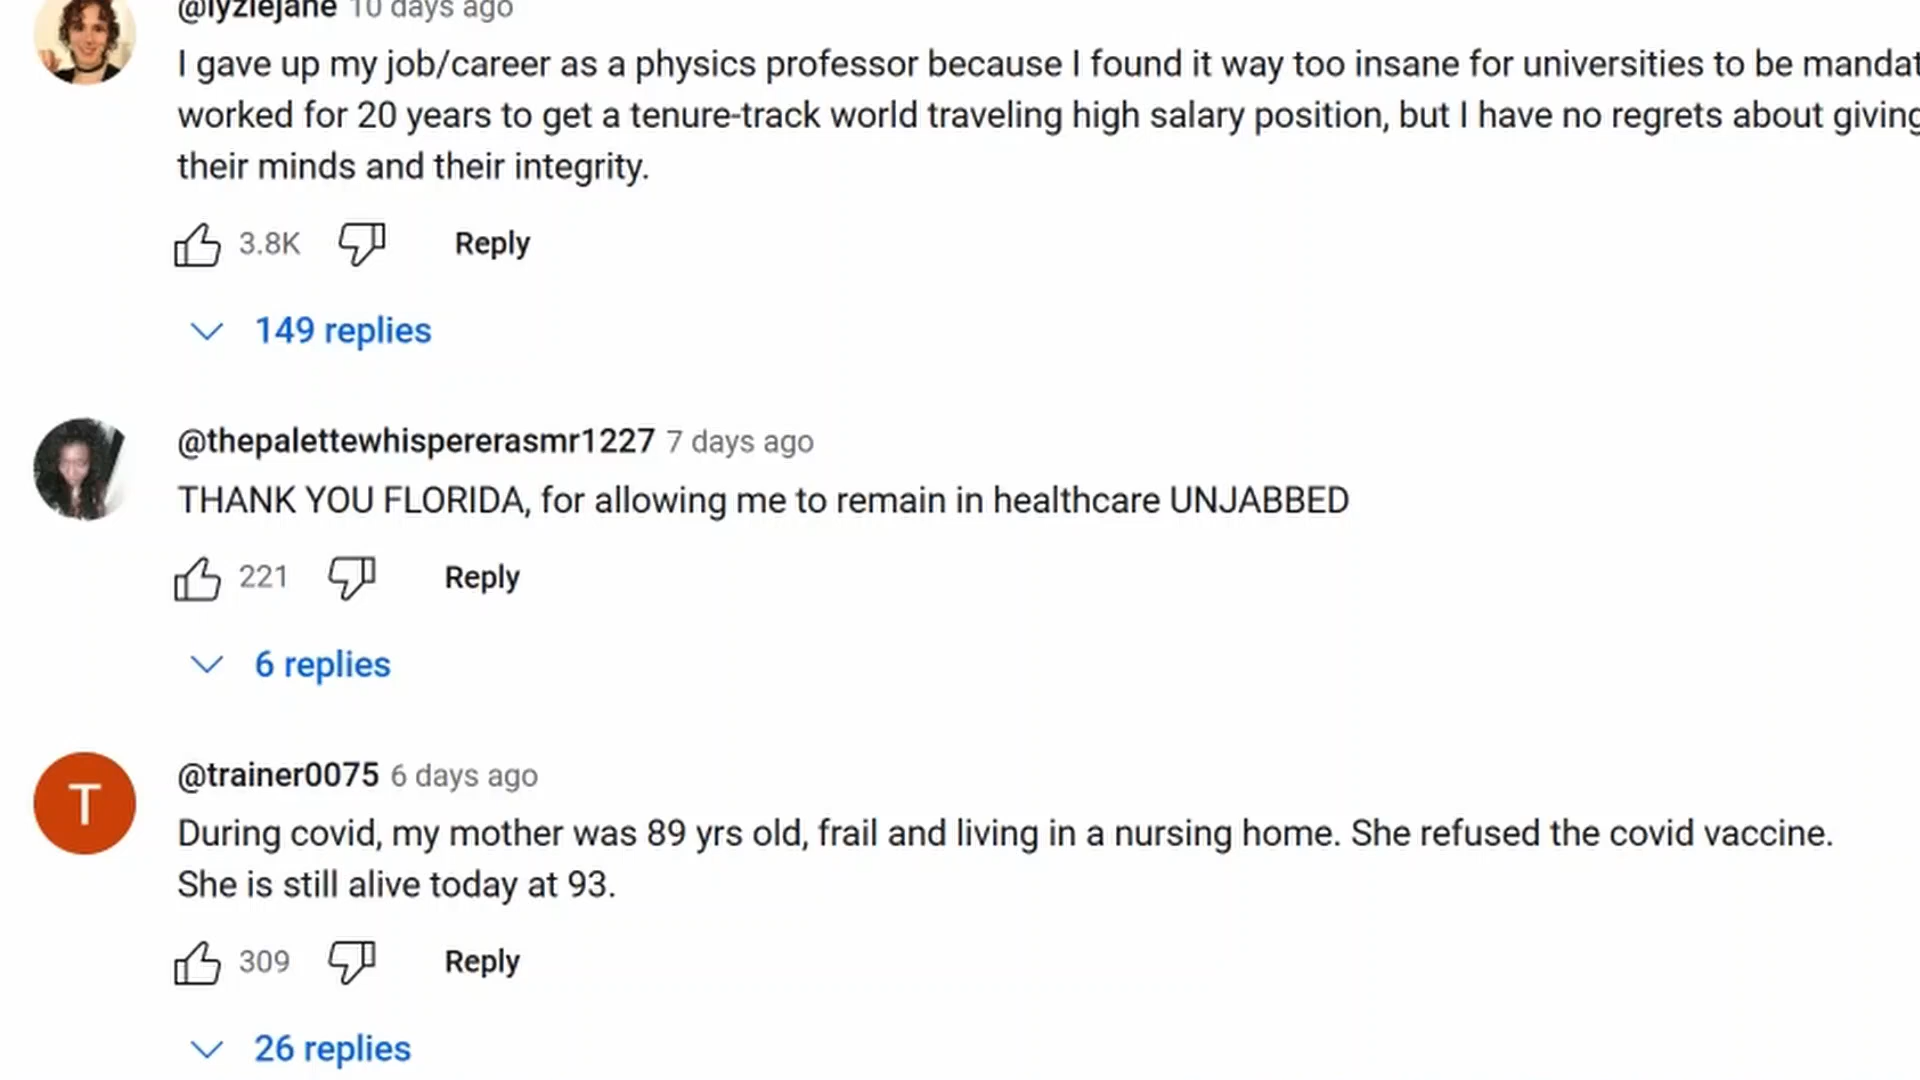 @lyziejane 10 days ago
I gave up my job/career as a physics professor because I found it way too insane for universities to be mandat
worked for 20 years to get a tenure-track world traveling high salary position, but I have no regrets about giving
their minds and their integrity.
3.8K Reply
149 replies
@thepalettewhispererasmr1227 7 days ago
THANK YOU FLORIDA, for allowing me to remain in healthcare UNJABBED
221 Reply
6 replies
T
@trainer0075 6 days ago
During covid, my mother was 89 yrs old, frail and living in a nursing home. She refused the covid vaccine.
She is still alive today at 93.
309 Reply
26 replies